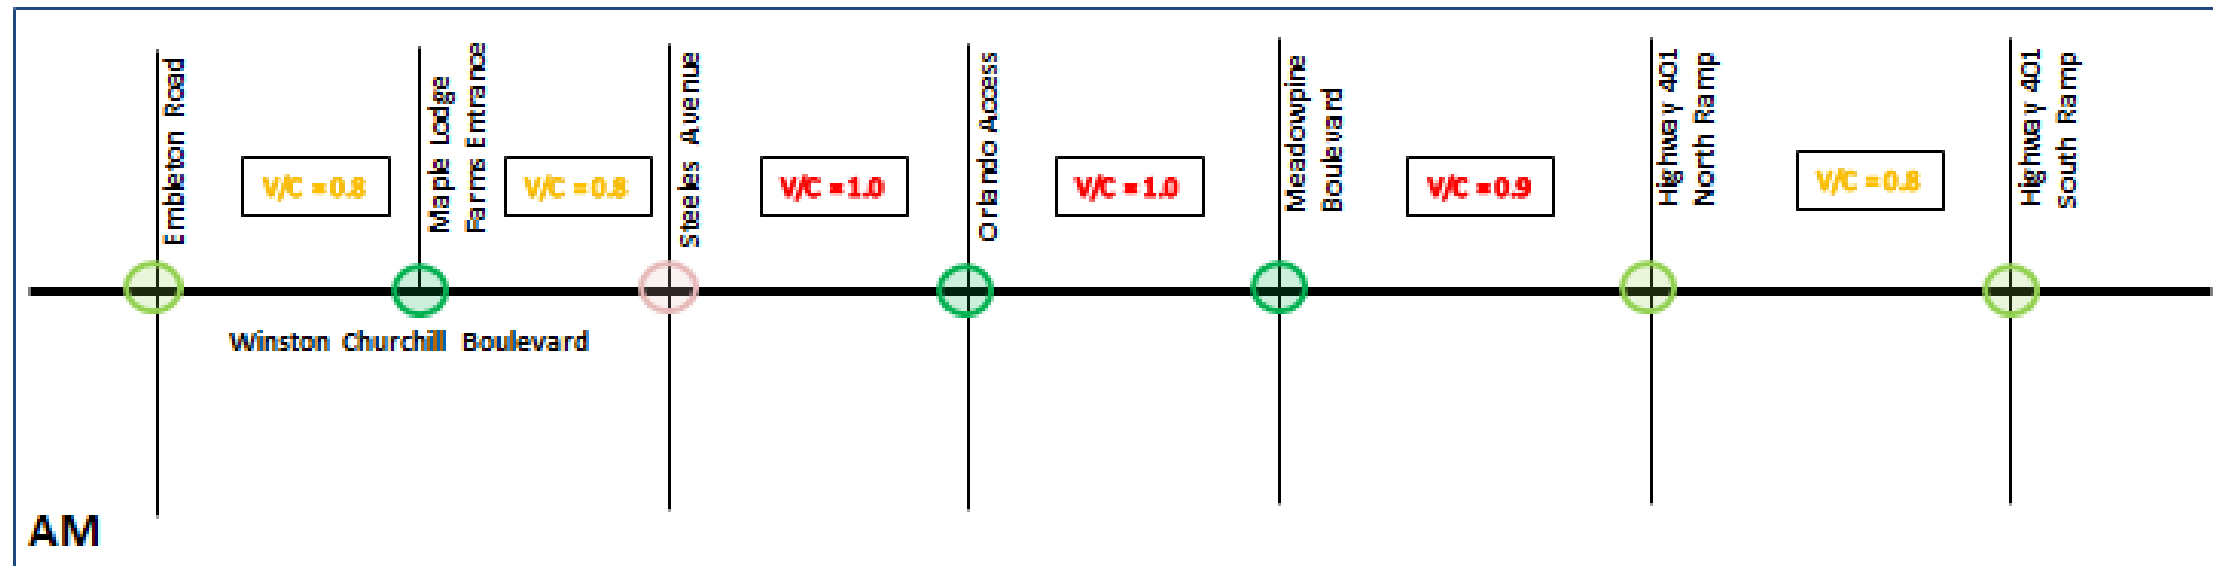 Embleton Road
V/C = 0.8
Maple Lodge
Farms Entrance
V/C = 0.8
Steeles Avenue
V/C = 1.0
Orlando Access
V/C = 1.0
Meadowpine
Boulevard
V/C = 0.9
Highway 401
North Ramp
V/C = 0.8
Highway 401
South Ramp
Winston Churchill Boulevard
AM